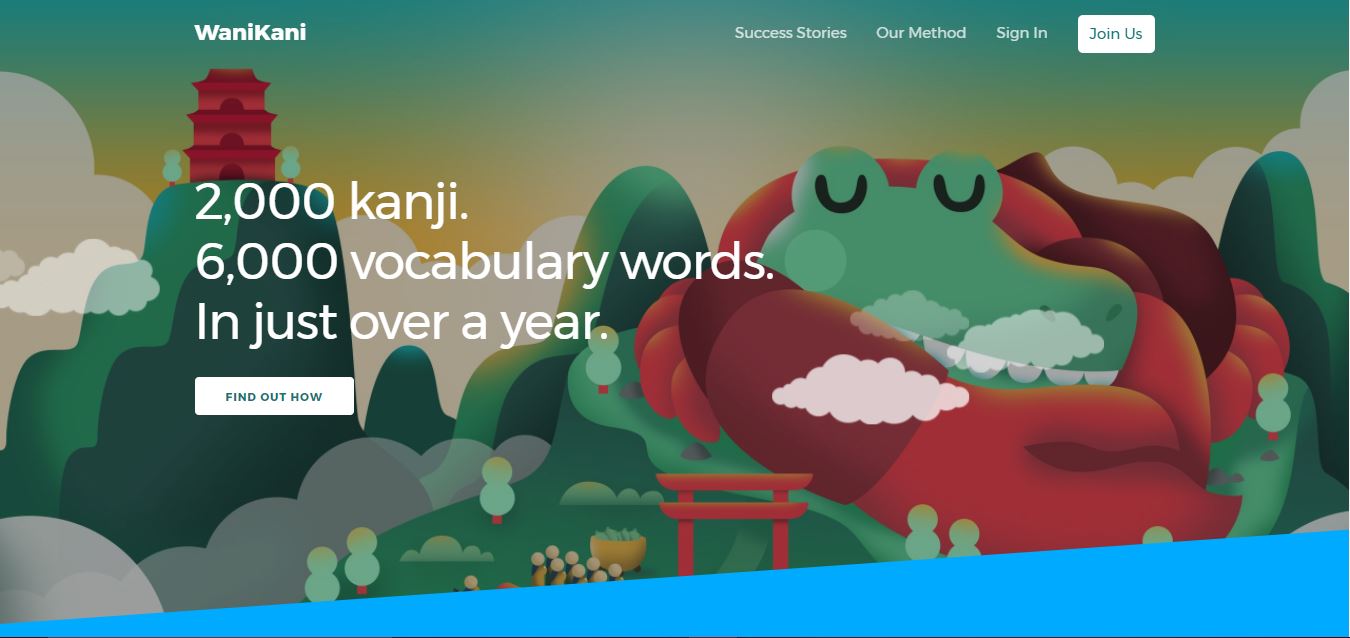 WaniKani
Success Stories
Our Method
Sign In
Join Us
2,000 kanji.
6,000 vocabulary words.
In just over a year.
FIND OUT HOW